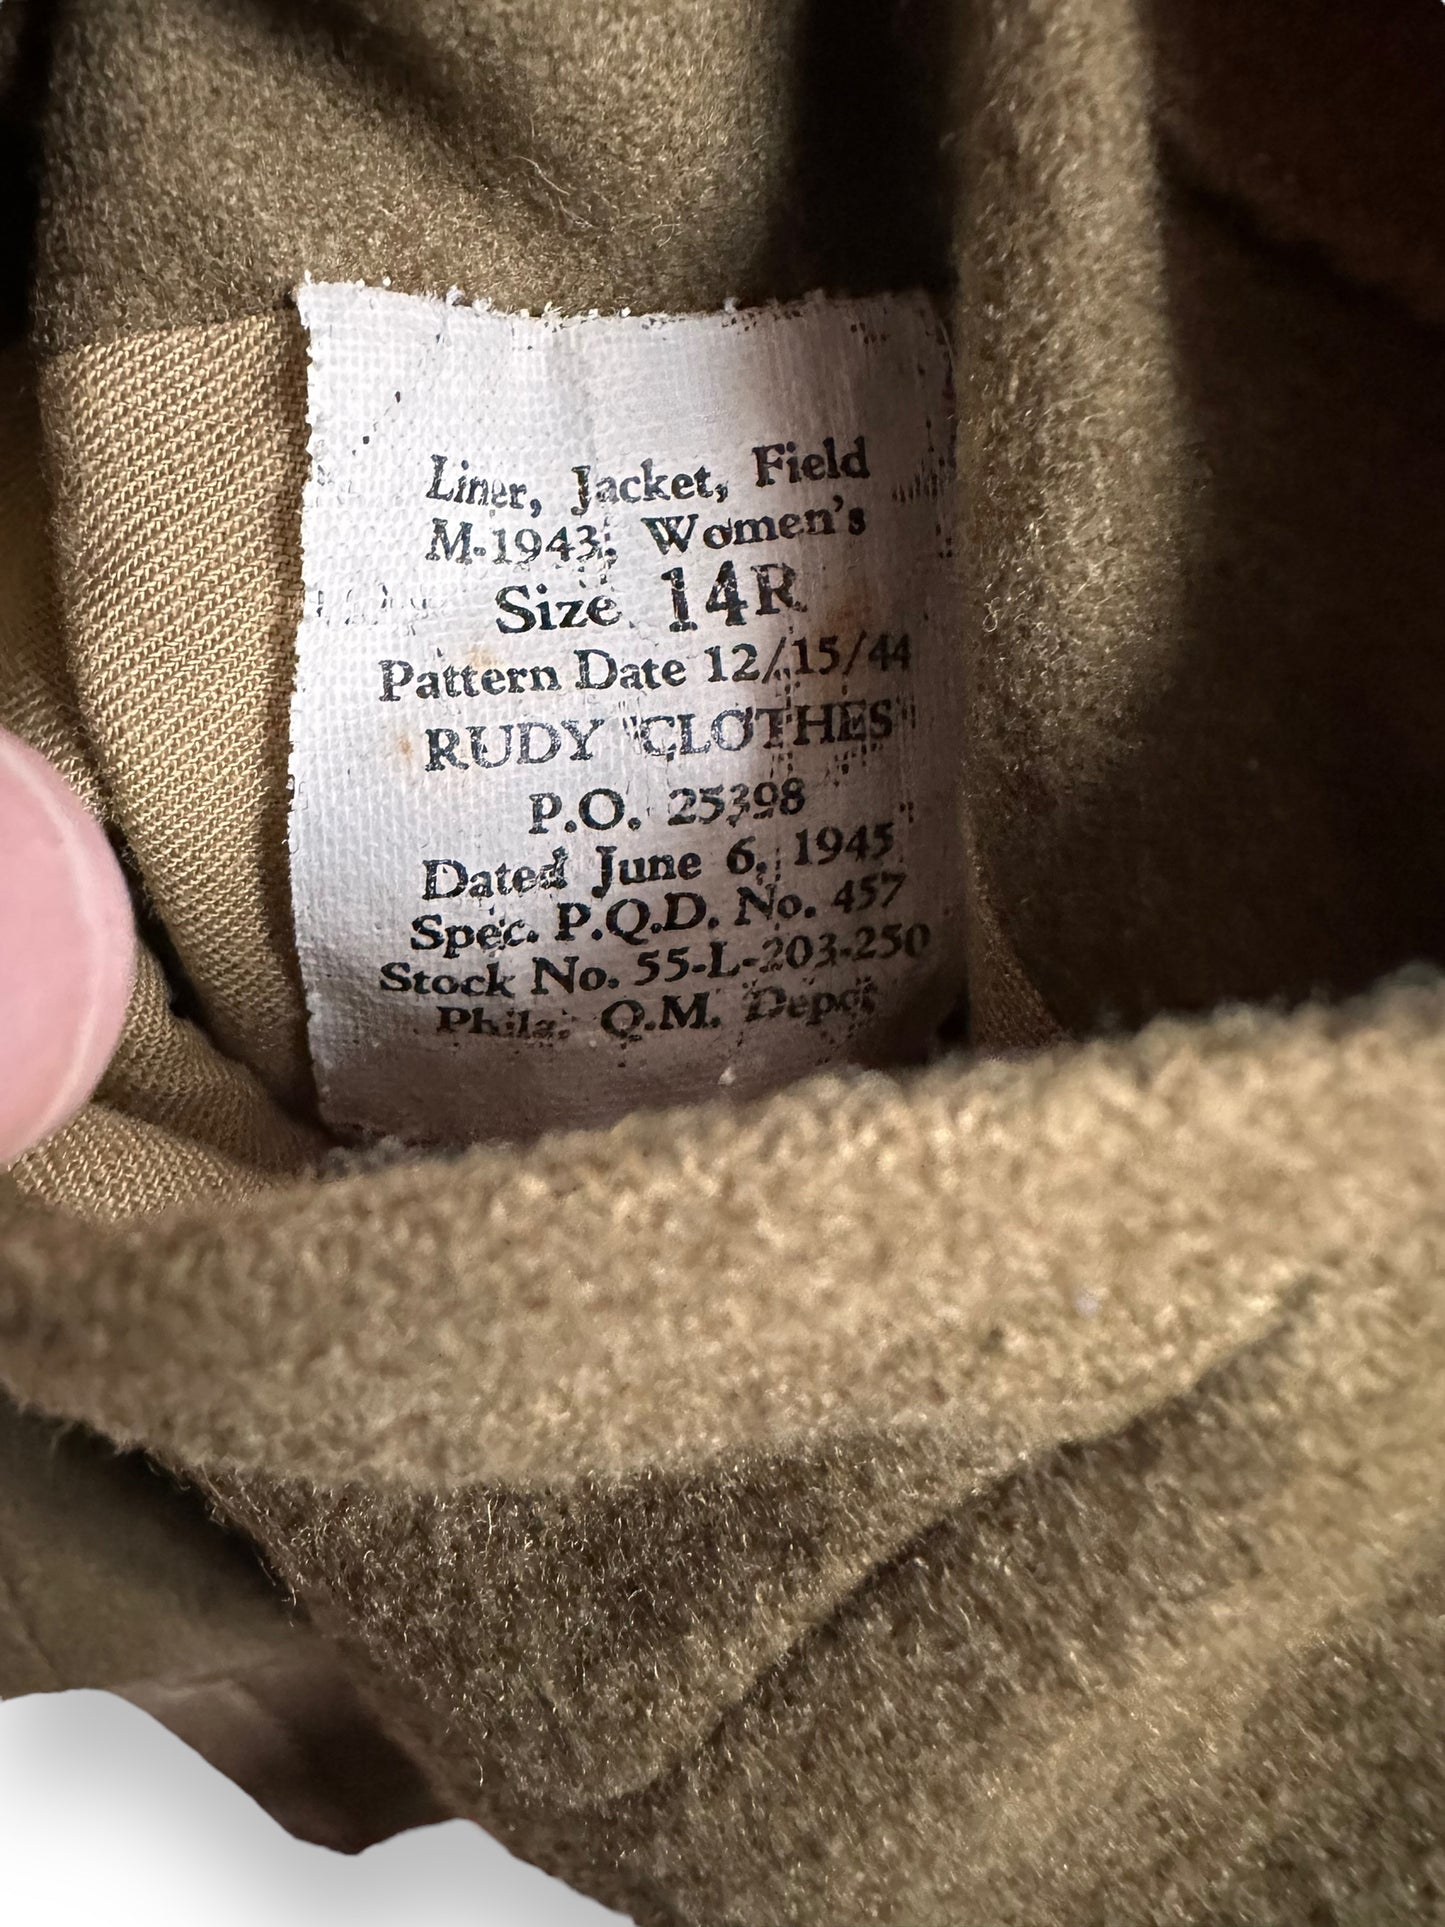 Liner, Jacket, Field
M-1943, Women's
Size 14R
Pattern Date 12/15/44
RUDY CLOTHES
P.O. 25398
Dated June 6, 1945
Spec. P.Q.D. No. 457
Stock No. 55-L-203-250
Phila. Q.M. Depot